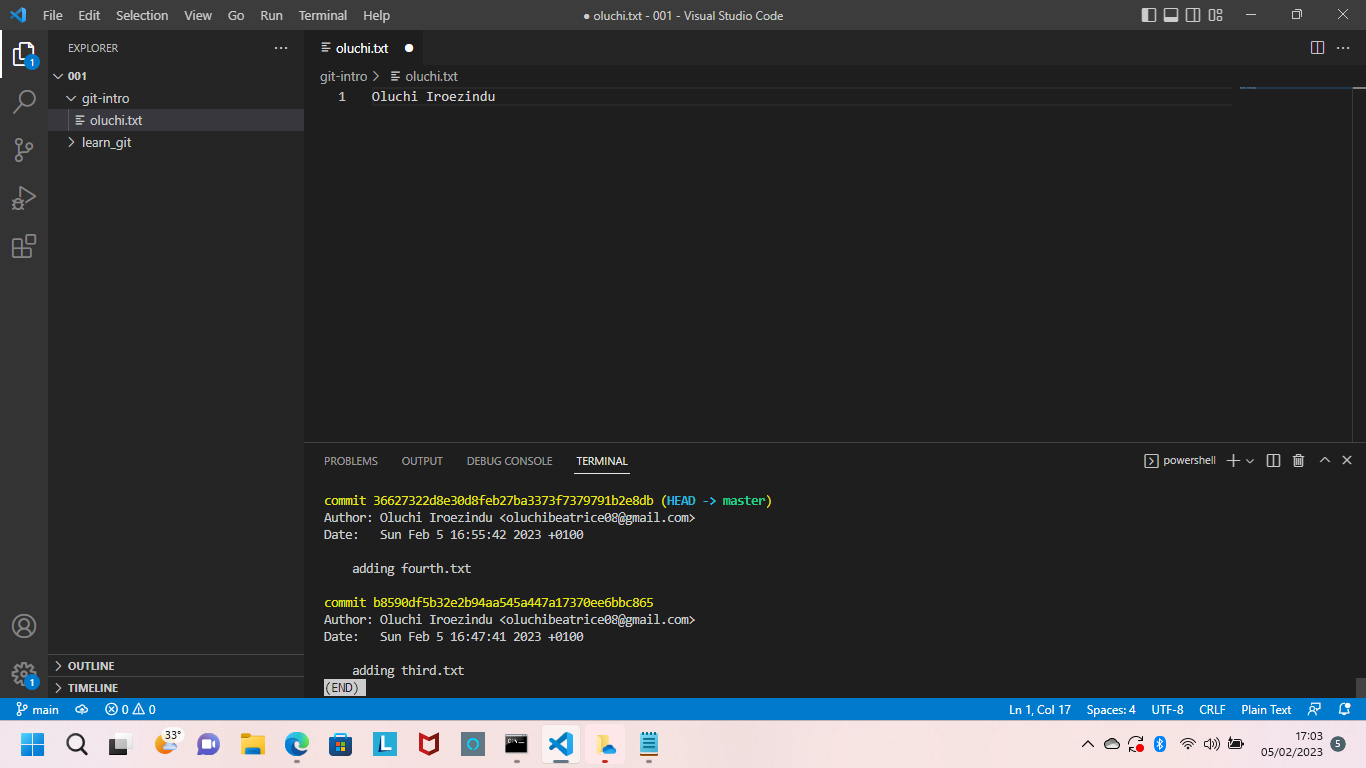 File Edit Selection View Go Run Terminal Help
● oluchi.txt - 001 - Visual Studio Code
EXPLORER
001
git-intro
oluchi.txt
learn_git
OUTLINE
TIMELINE
1
1
oluchi.txt
git-intro > oluchi.txt
1 Oluchi Iroezindu
PROBLEMS OUTPUT DEBUG CONSOLE TERMINAL
powershell
commit 36627322d8e30d8feb27ba3373f7379791b2e8db (HEAD -> master)
Author: Oluchi Iroezindu <oluchibeatrice08@gmail.com>
Date: Sun Feb 5 16:55:42 2023 +0100
adding fourth.txt
commit b8590df5b32e2b94aa545a447a17370ee6bbc865
Author: Oluchi Iroezindu <oluchibeatrice08@gmail.com>
Date: Sun Feb 5 16:47:41 2023 +0100
adding third.txt
(END)
main 0 0 Ln 1, Col 17 Spaces: 4 UTF-8 CRLF Plain Text
33°
L
17:03
05/02/2023
5